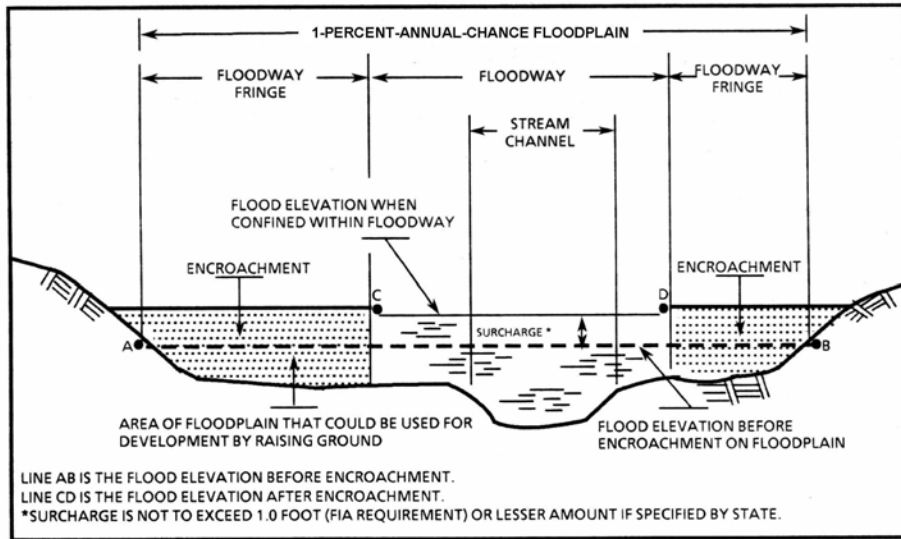 1-PERCENT-ANNUAL-CHANCE FLOODPLAIN
FLOODWAY
FRINGE
FLOODWAY
FLOODWAY
FRINGE
STREAM
CHANNEL
FLOOD ELEVATION WHEN
CONFINED WITHIN FLOODWAY
ENCROACHMENT
ENCROACHMENT
C
D
SURCHARGE *
A
B
AREA OF FLOODPLAIN THAT COULD BE USED FOR
DEVELOPMENT BY RAISING GROUND
FLOOD ELEVATION BEFORE
ENCROACHMENT ON FLOODPLAIN
LINE AB IS THE FLOOD ELEVATION BEFORE ENCROACHMENT.
LINE CD IS THE FLOOD ELEVATION AFTER ENCROACHMENT.
*SURCHARGE IS NOT TO EXCEED 1.0 FOOT (FIA REQUIREMENT) OR LESSER AMOUNT IF SPECIFIED BY STATE.